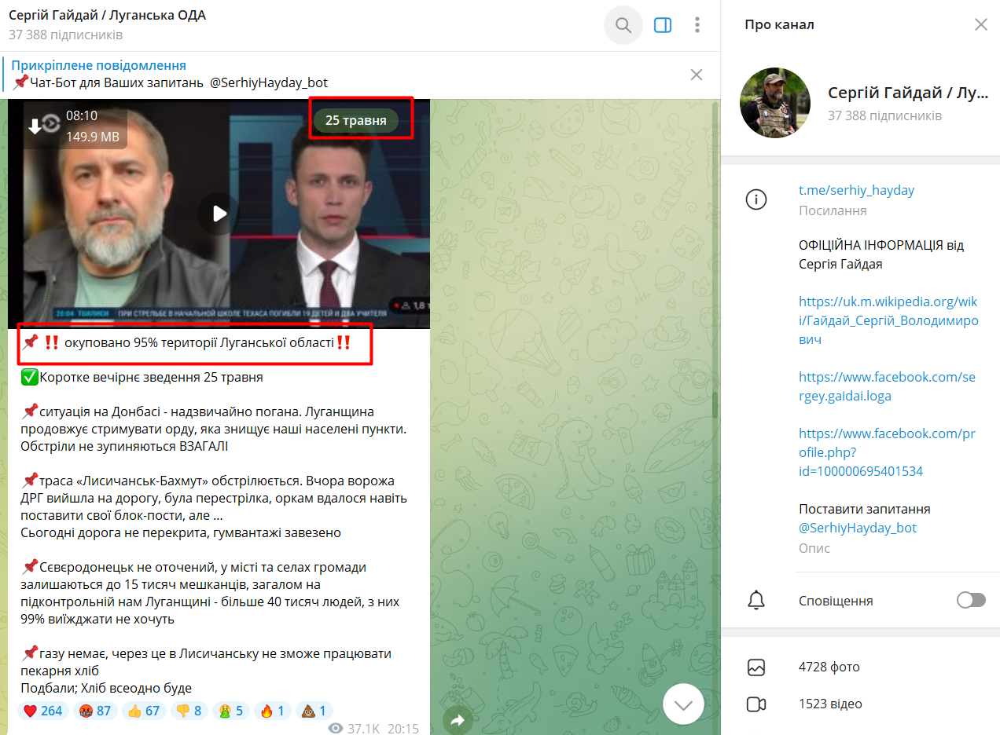 Сергій Гайдай / Луганська ОДА
37 388 підписників
Прикріплене повідомлення
📌Чат-Бот для Ваших запитань @SerhiyHayday_bot
08:10
149.9 MB
25 травня
1,8 т
20:04 ТБИЛИСИ ПРИ СТРЕЛЬБЕ В НАЧАЛЬНОЙ ШКОЛЕ ТЕХАСА ПОГИБЛИ 19 ДЕТЕЙ И ДВА УЧИТЕЛЯ
📌 ‼️ окуповано 95% території Луганської області‼️
✅Коротке вечірнє зведення 25 травня
📌ситуація на Донбасі - надзвичайно погана. Луганщина
продовжує стримувати орду, яка знищує наші населені пункти.
Обстріли не зупиняються ВЗАГАЛІ
📌траса «Лисичанськ-Бахмут» обстрілюється. Вчора ворожа
ДРГ вийшла на дорогу, була перестрілка, оркам вдалося навіть
поставити свої блок-пости, але ...
Сьогодні дорога не перекрита, гумвантажі завезено
📌Сєвєродонецьк не оточений, у місті та селах громади
залишаються до 15 тисяч мешканців, загалом на
підконтрольній нам Луганщині - більше 40 тисяч людей, з них
99% виїжджати не хочуть
📌газу немає, через це в Лисичанську не зможе працювати
пекарня хліб
Подбали; Хліб всеодно буде
❤️ 264 🤬 87 👍 67 👎 8 🤮 5 🔥 1 💩 1
37.1K 20:15
Про канал
Сергій Гайдай / Лу...
37 388 підписників
t.me/serhiy_hayday
Посилання
ОФІЦІЙНА ІНФОРМАЦІЯ від
Сергія Гайдая
https://uk.m.wikipedia.org/wik
i/Гайдай_Сергій_Володимиро
вич
https://www.facebook.com/se
rgey.gaidai.loga
https://www.facebook.com/pr
ofile.php?
id=100000695401534
Поставити запитання
@SerhiyHayday_bot
Опис
Сповіщення
4728 фото
1523 відео